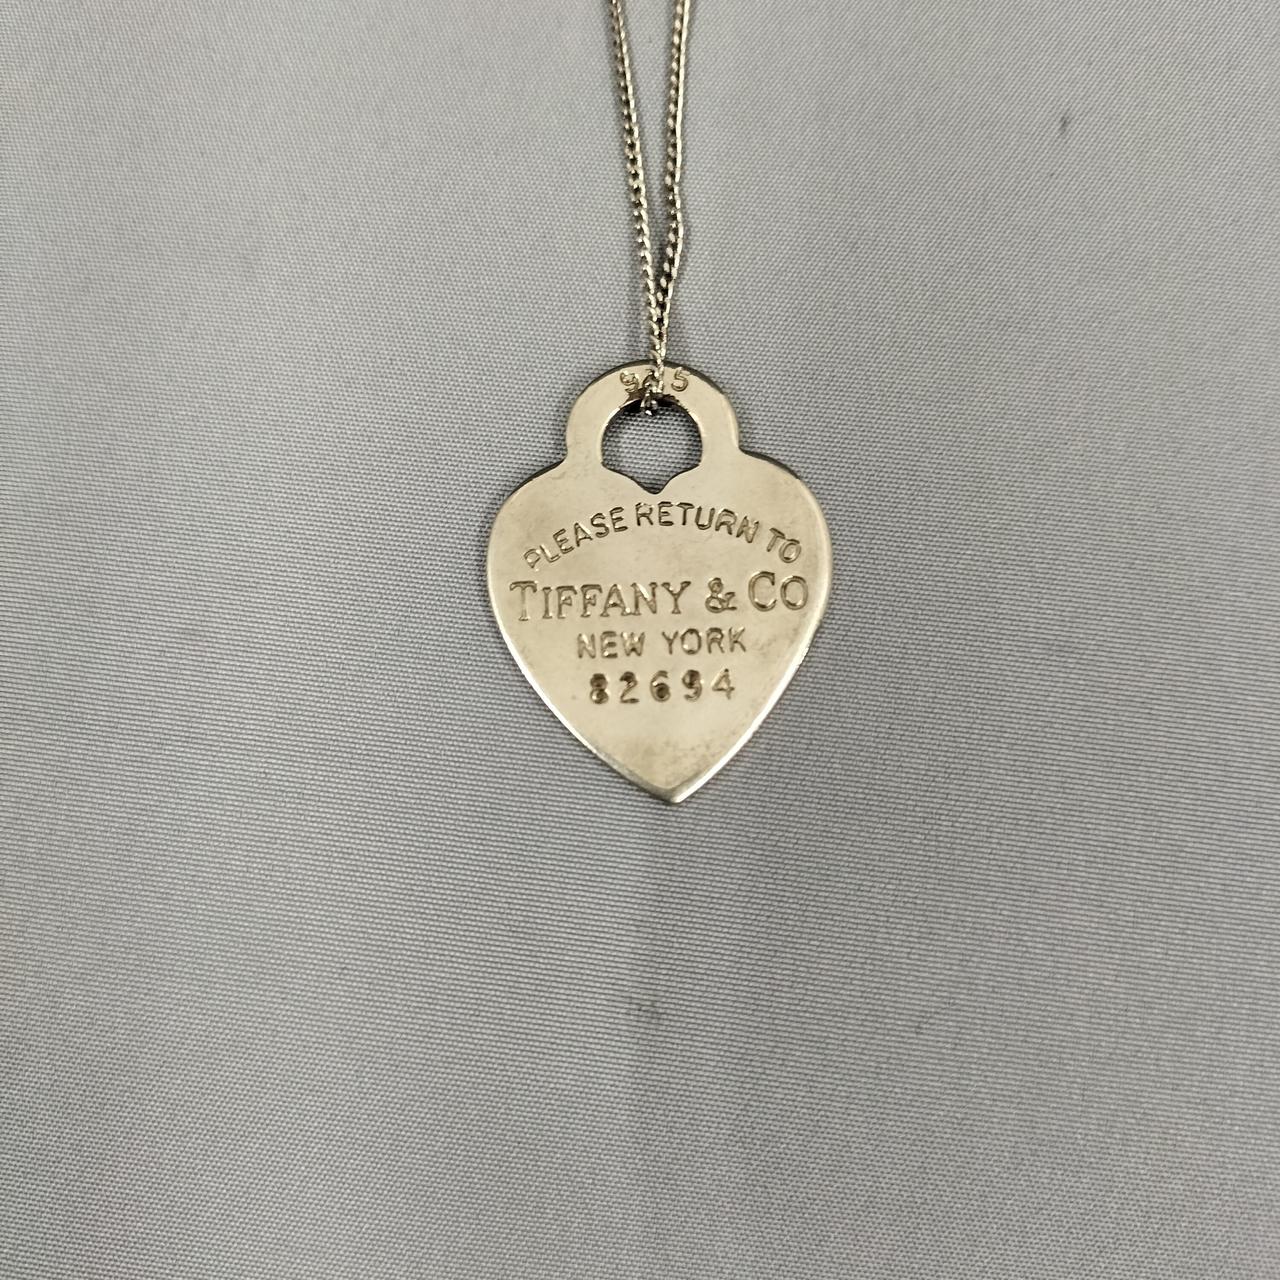 925
PLEASE RETURN TO
TIFFANY & CO
NEW YORK
82694